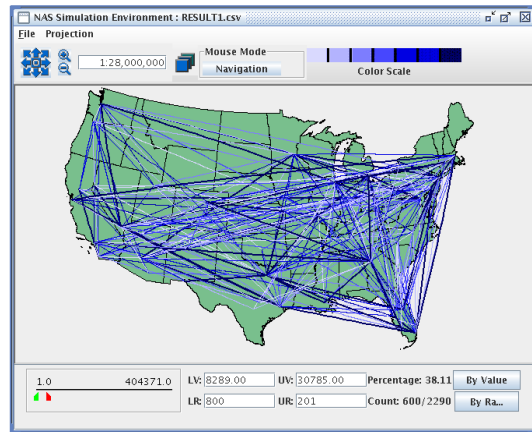 NAS Simulation Environment : RESULT1.csv
File Projection
1:28,000,000
Mouse Mode
Navigation
Color Scale
1.0 404371.0
LV: 8289.00 UV: 30785.00 Percentage: 38.11 By Value
LR: 800 UR: 201 Count: 600/2290 By Ra...